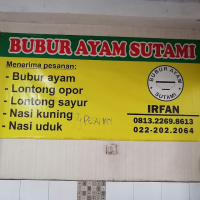 BUBUR AYAM SUTAMI
Menerima pesanan:
- Bubur ayam
- Lontong opor
- Lontong sayur
- Nasi kuning
- Nasi uduk
BUBUR AYAM
SUTAMI
IRFAN
0813.2269.8613
022-202.2064